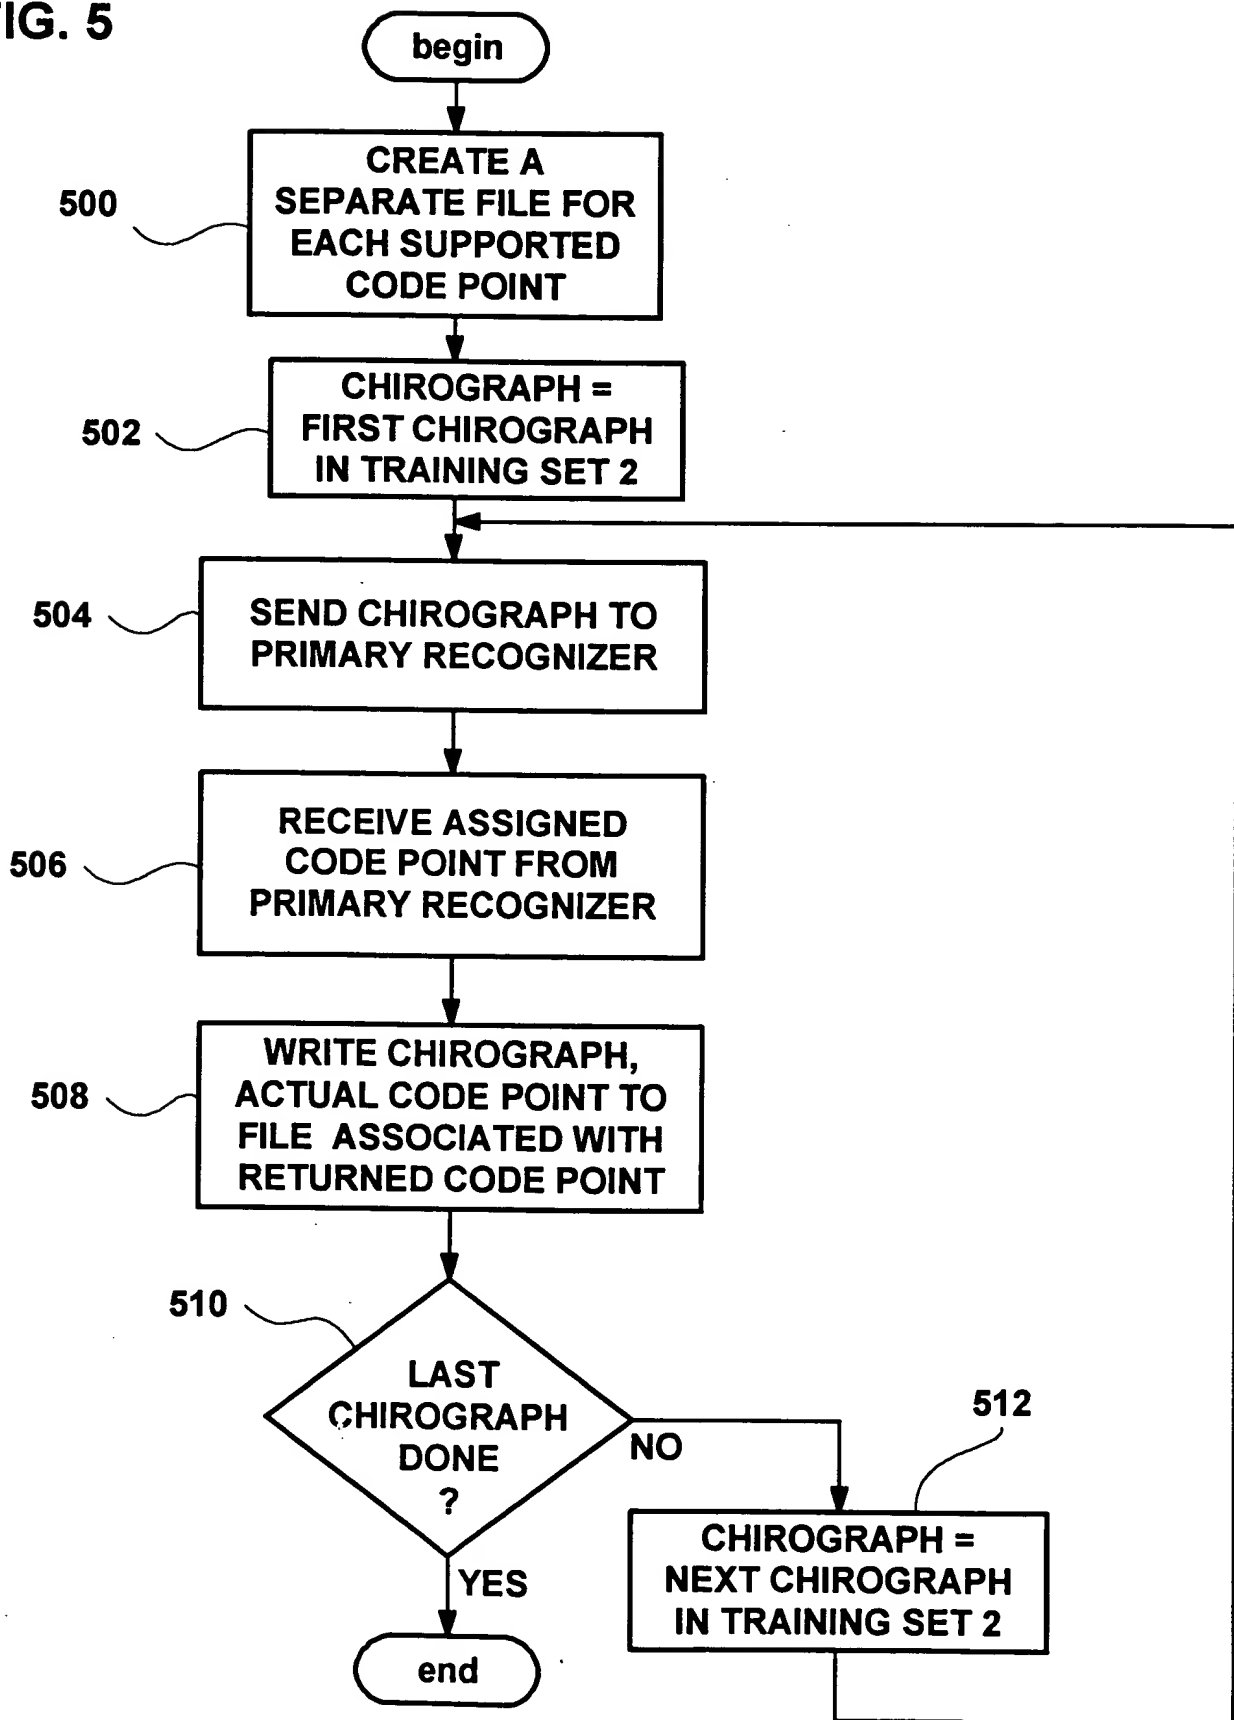 FIG. 5
begin
500
CREATE A
SEPARATE FILE FOR
EACH SUPPORTED
CODE POINT
502
CHIROGRAPH =
FIRST CHIROGRAPH
IN TRAINING SET 2
504
SEND CHIROGRAPH TO
PRIMARY RECOGNIZER
506
RECEIVE ASSIGNED
CODE POINT FROM
PRIMARY RECOGNIZER
508
WRITE CHIROGRAPH,
ACTUAL CODE POINT TO
FILE ASSOCIATED WITH
RETURNED CODE POINT
510
LAST
CHIROGRAPH
DONE
?
NO
512
CHIROGRAPH =
NEXT CHIROGRAPH
IN TRAINING SET 2
YES
end